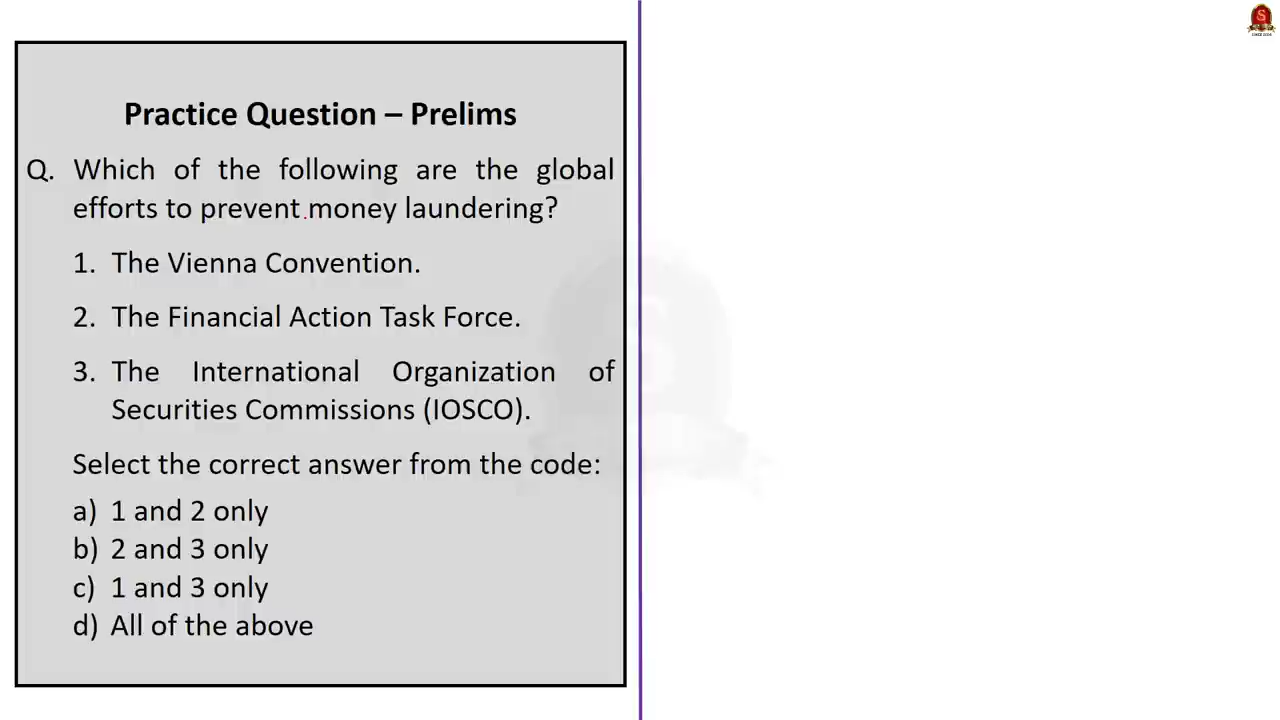 Practice Question – Prelims
Q. Which of the following are the global
efforts to prevent money laundering?
1. The Vienna Convention.
2. The Financial Action Task Force.
3. The International Organization of
Securities Commissions (IOSCO).
Select the correct answer from the code:
a) 1 and 2 only
b) 2 and 3 only
c) 1 and 3 only
d) All of the above
S